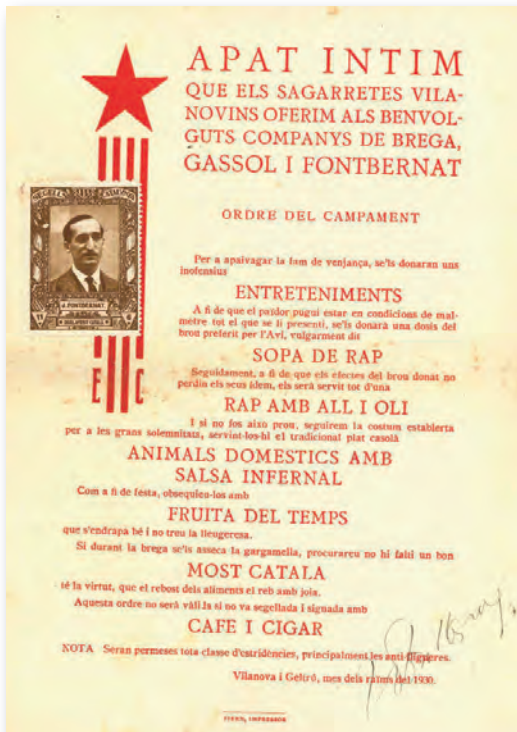 APAT INTIM
QUE ELS SAGARRETES VILA-
NOVINS OFERIM ALS BENVOL-
GUTS COMPANYS DE BREGA,
GASSOL I FONTBERNAT
ORDRE DEL CAMPAMENT
SEGELL CATALÀ
J. FONTBERNAT
E C
Per a apaivagar la fam de venjança, se'ls donaran uns
inofensius
ENTRETENIMENTS
A fi de que el paidor pugui estar en condicions de mal-
metre tot el que se li presenti, se'ls donarà una dosis del
brou preferit per l'Avi, vulgarment dit
SOPA DE RAP
Seguidament, a fi de que els efectes del brou donat no
perdin els seus idem, els serà servit tot d'una
RAP AMB ALL I OLI
I si no fos aixo prou, seguirem la costum establerta
per a les grans solemnitats, servint-los-hi el tradicional plat casolà
ANIMALS DOMESTICS AMB
SALSA INFERNAL
Com a fi de festa, obsequieu-los amb
FRUITA DEL TEMPS
que s'endrapa bé i no treu la lleugeresa.
Si durant la brega se'ls asseca la gargamella, procurareu no hi falti un bon
MOST CATALA
té la virtut, que el rebost dels aliments el reb amb joia.
Aquesta ordre no serà vàlida si no va segellada i signada amb
CAFE I CIGAR
NOTA Seran permeses tota classe d'estridències, principalment les anti-lligueres.
Vilanova i Geltrú, mes dels raïms del 1930.
IMPRESSOR